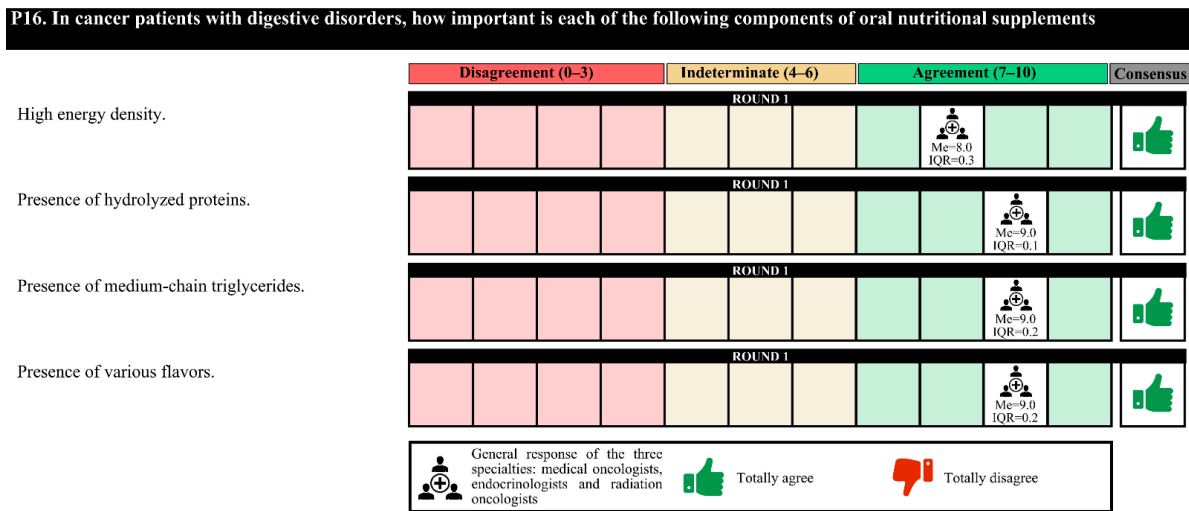 P16. In cancer patients with digestive disorders, how important is each of the following components of oral nutritional supplements
Disagreement (0–3) Indeterminate (4–6) Agreement (7–10) Consensus
ROUND 1
High energy density.
Me=8.0
IQR=0.3
ROUND 1
Presence of hydrolyzed proteins.
Me=9.0
IQR=0.1
ROUND 1
Presence of medium-chain triglycerides.
Me=9.0
IQR=0.2
ROUND 1
Presence of various flavors.
Me=9.0
IQR=0.2
General response of the three
specialties: medical oncologists,
endocrinologists and radiation
oncologists
Totally agree
Totally disagree